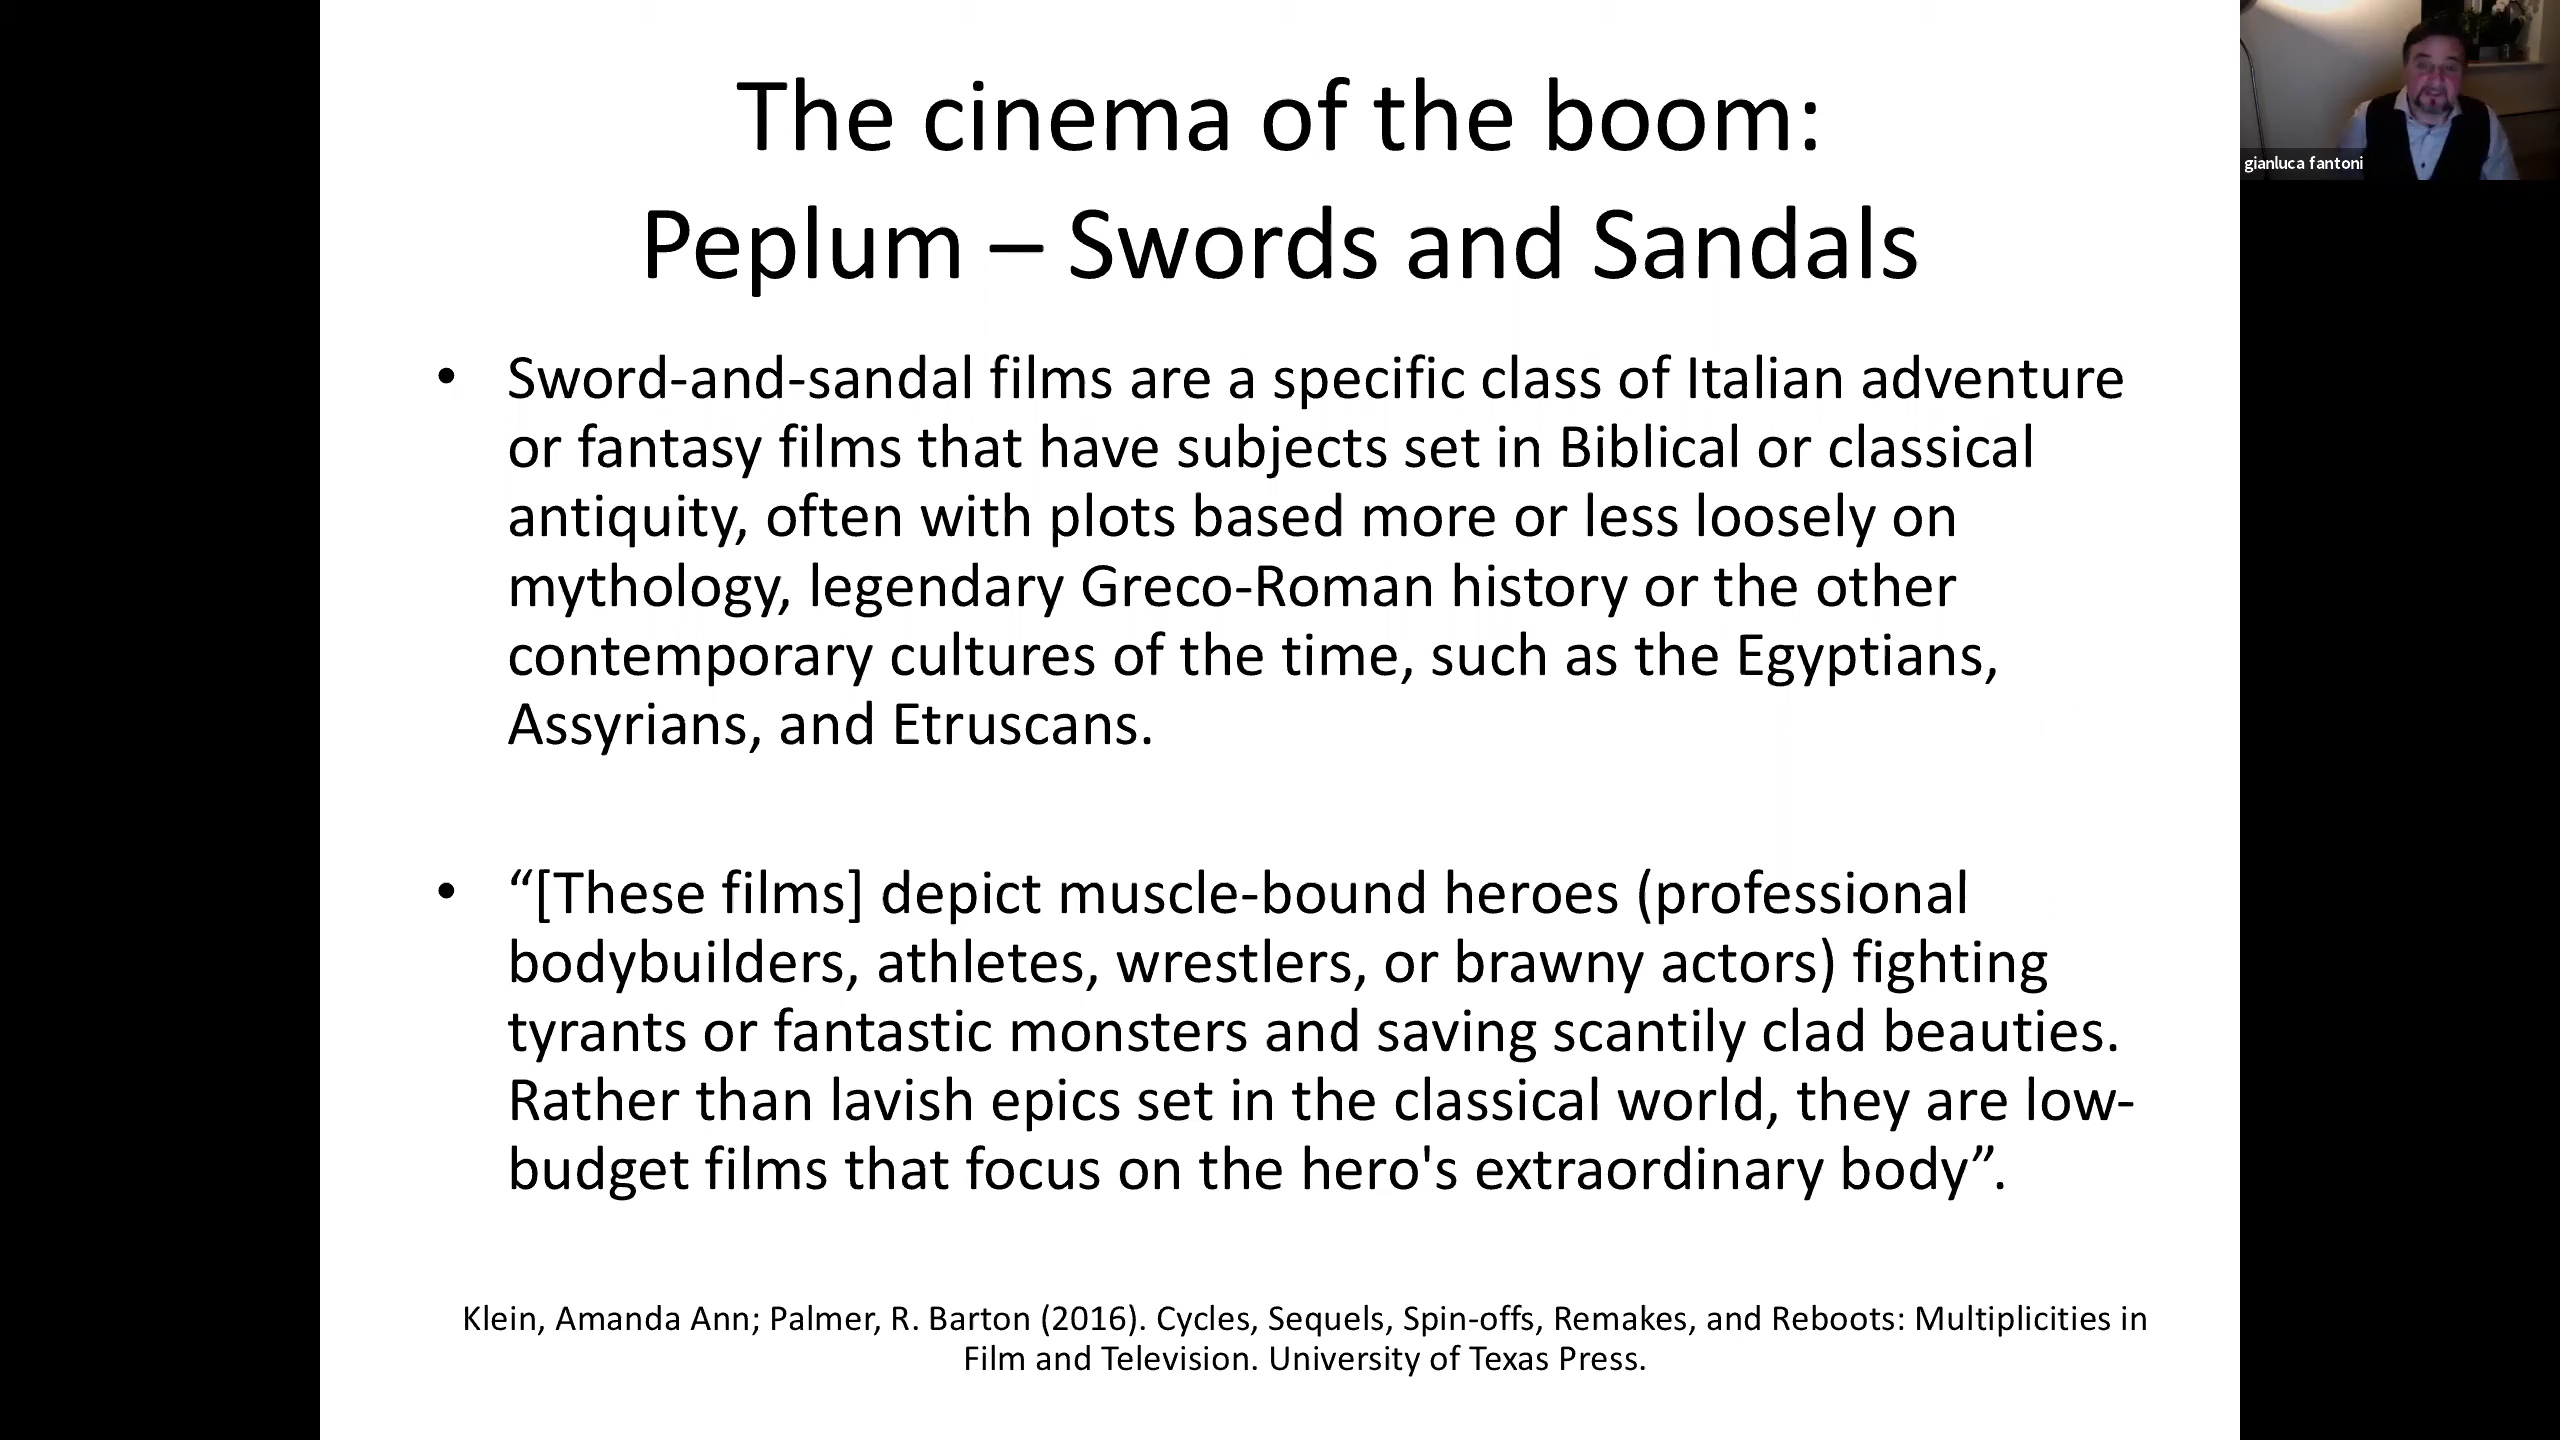 The cinema of the boom:
Peplum – Swords and Sandals
• Sword-and-sandal films are a specific class of Italian adventure
or fantasy films that have subjects set in Biblical or classical
antiquity, often with plots based more or less loosely on
mythology, legendary Greco-Roman history or the other
contemporary cultures of the time, such as the Egyptians,
Assyrians, and Etruscans.
• “[These films] depict muscle-bound heroes (professional
bodybuilders, athletes, wrestlers, or brawny actors) fighting
tyrants or fantastic monsters and saving scantily clad beauties.
Rather than lavish epics set in the classical world, they are low-
budget films that focus on the hero's extraordinary body”.
Klein, Amanda Ann; Palmer, R. Barton (2016). Cycles, Sequels, Spin-offs, Remakes, and Reboots: Multiplicities in
Film and Television. University of Texas Press.
gianluca fantoni